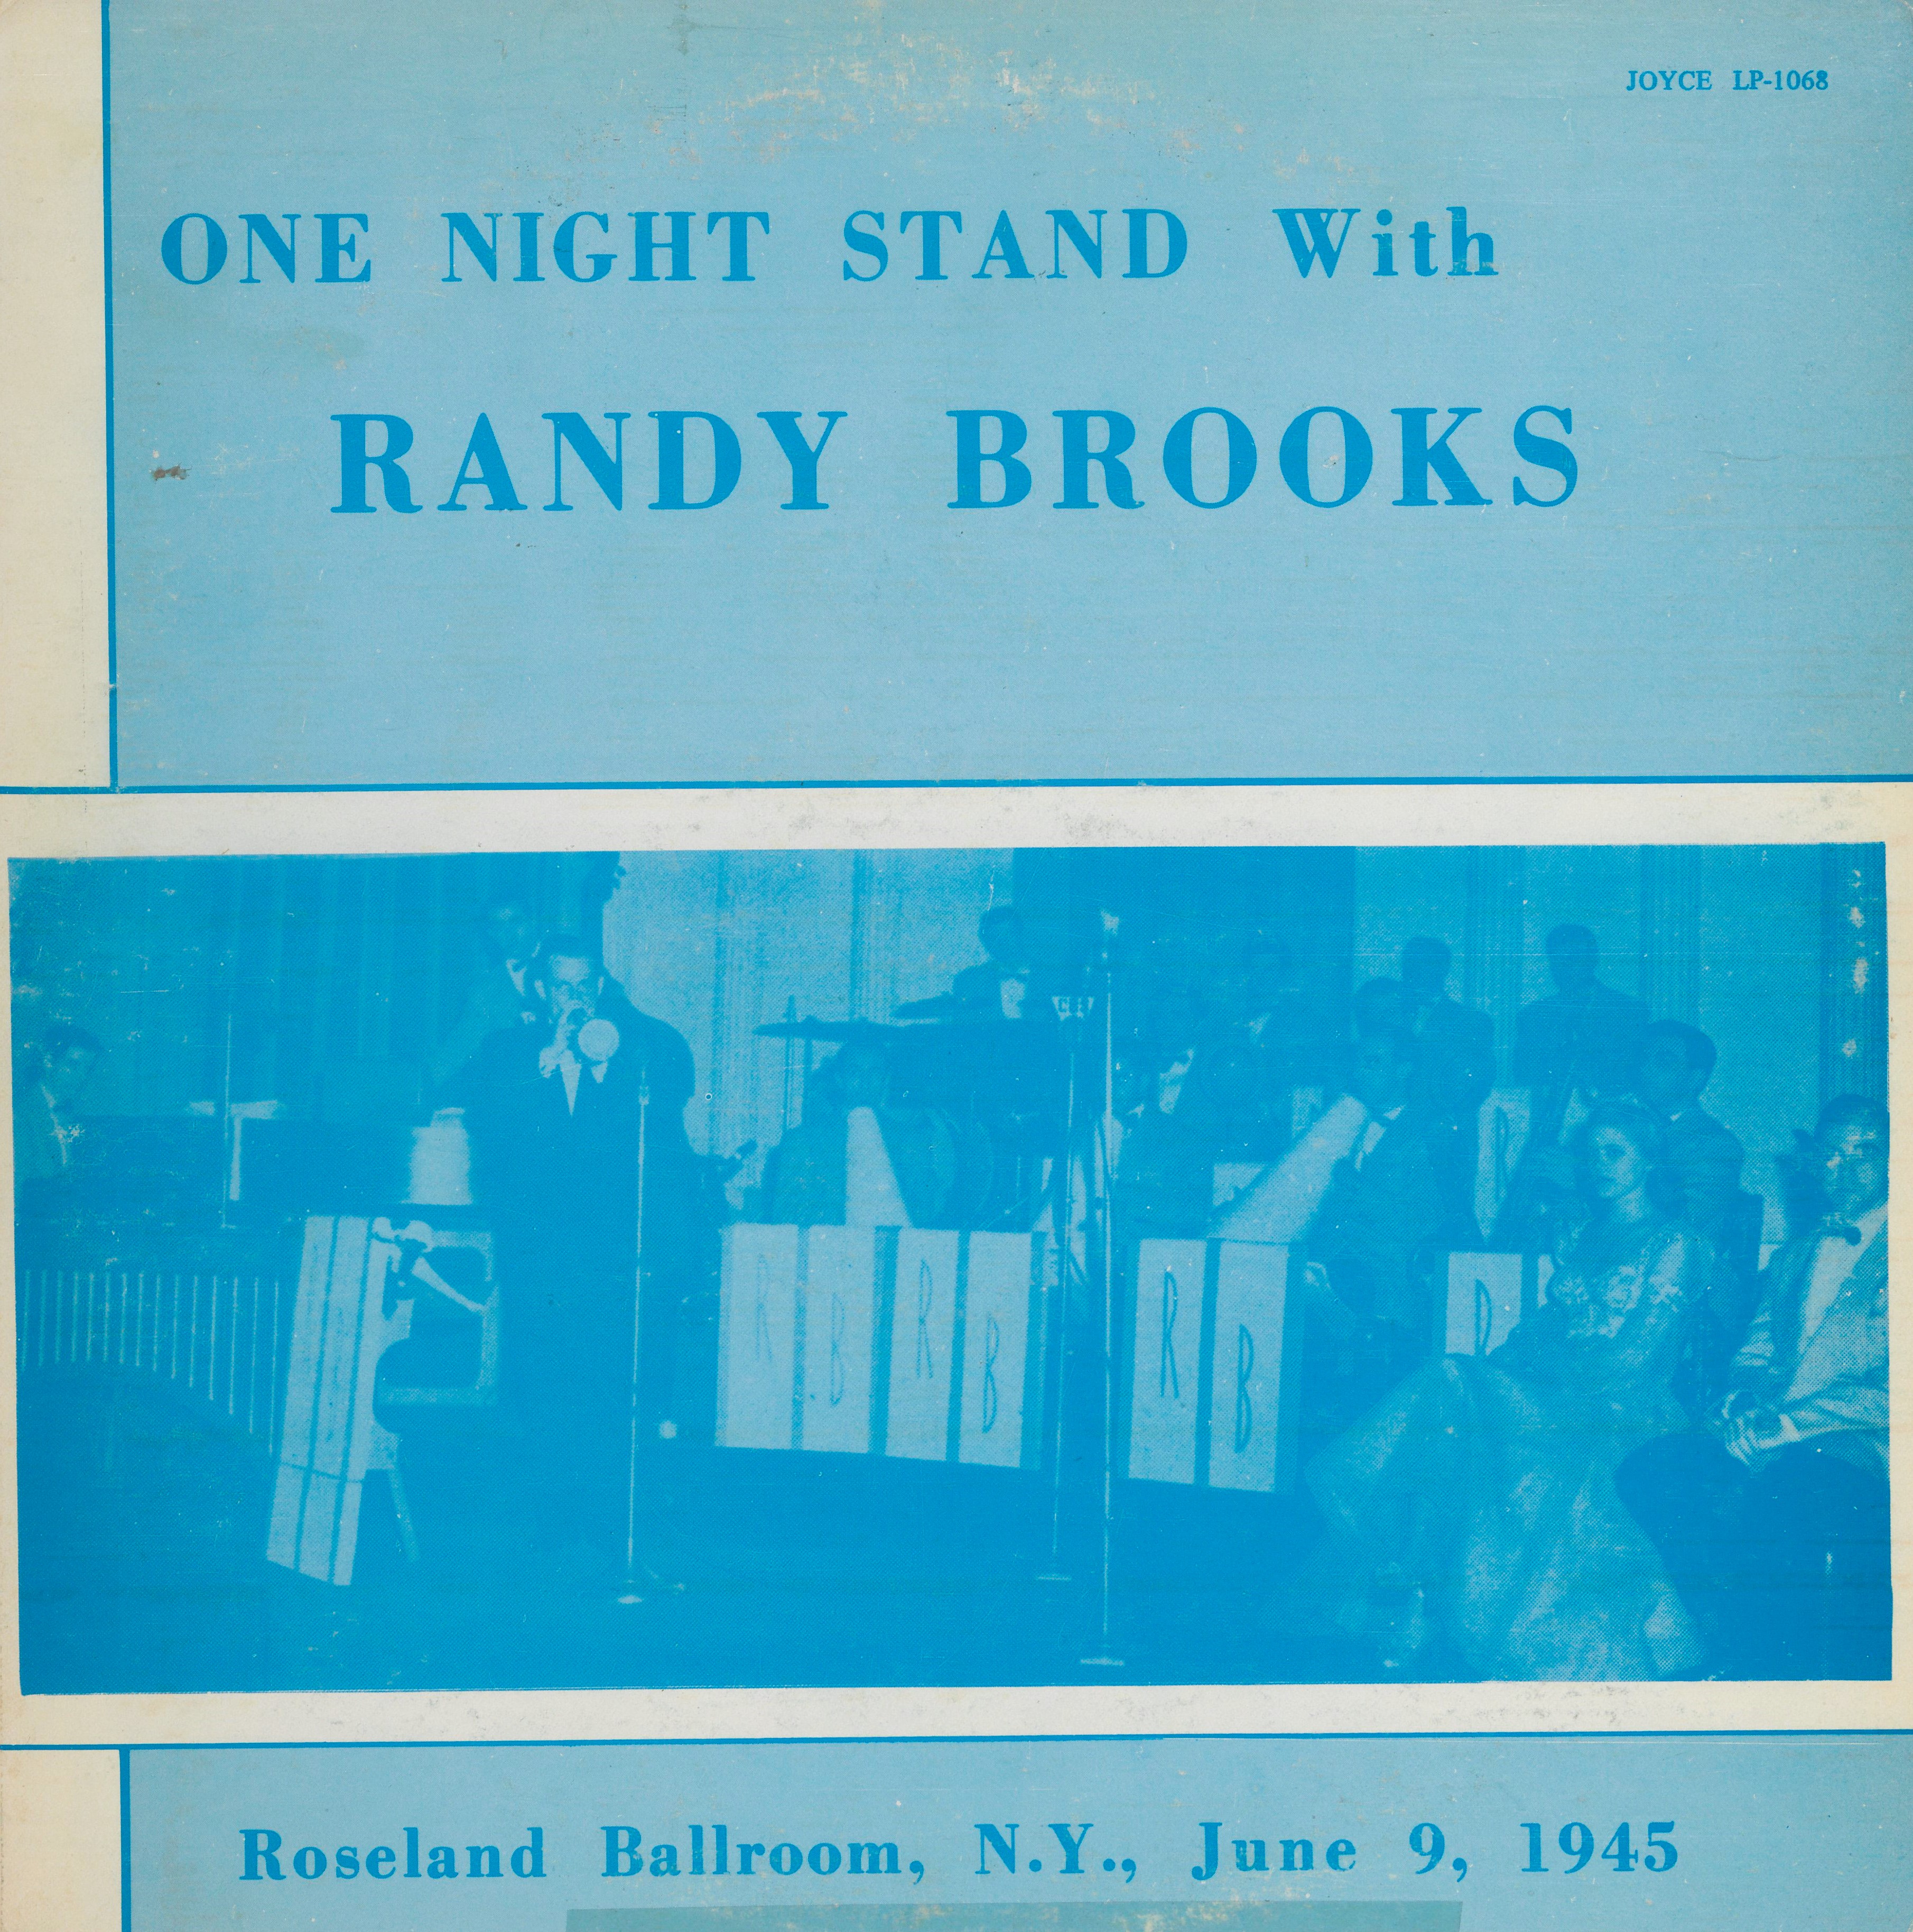 JOYCE LP-1068
ONE NIGHT STAND With
RANDY BROOKS
R B R B
R B
R
R
Roseland Ballroom, N.Y., June 9, 1945